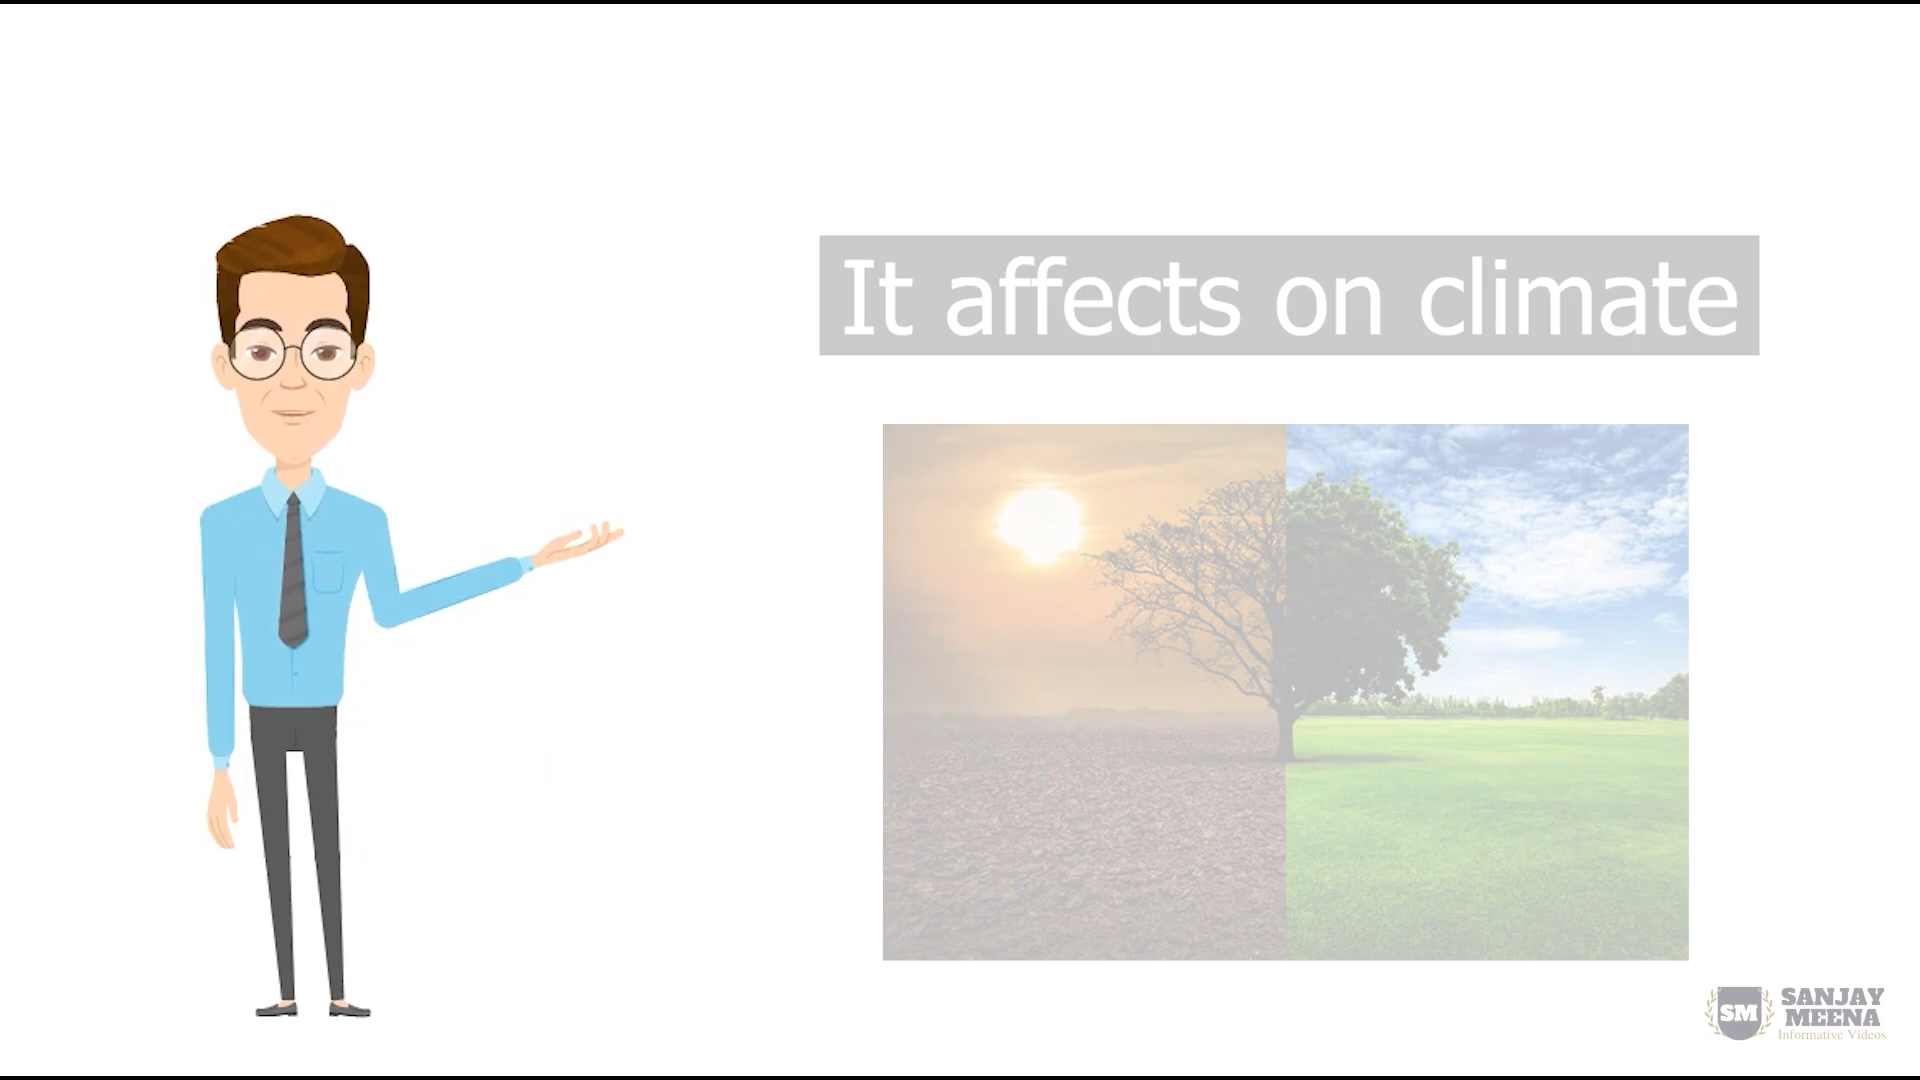 It affects on climate
SM
SANJAY
MEENA
Informative Videos